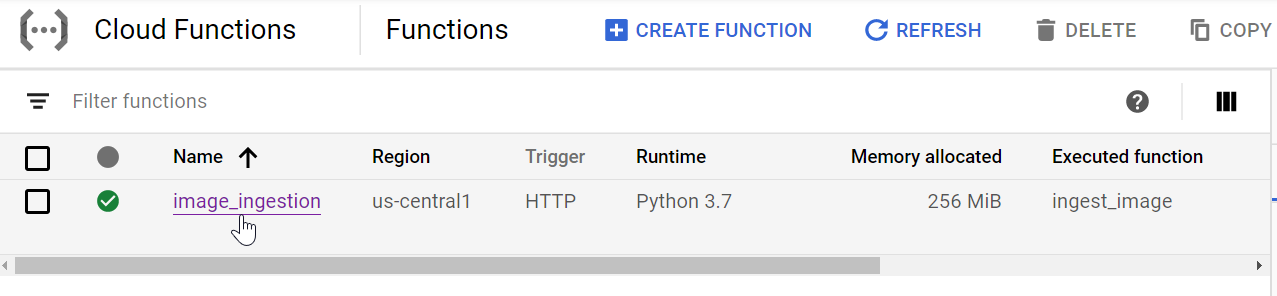 Cloud Functions Functions CREATE FUNCTION REFRESH DELETE COPY
Filter functions
Name Region Trigger Runtime Memory allocated Executed function
image_ingestion us-central1 HTTP Python 3.7 256 MiB ingest_image